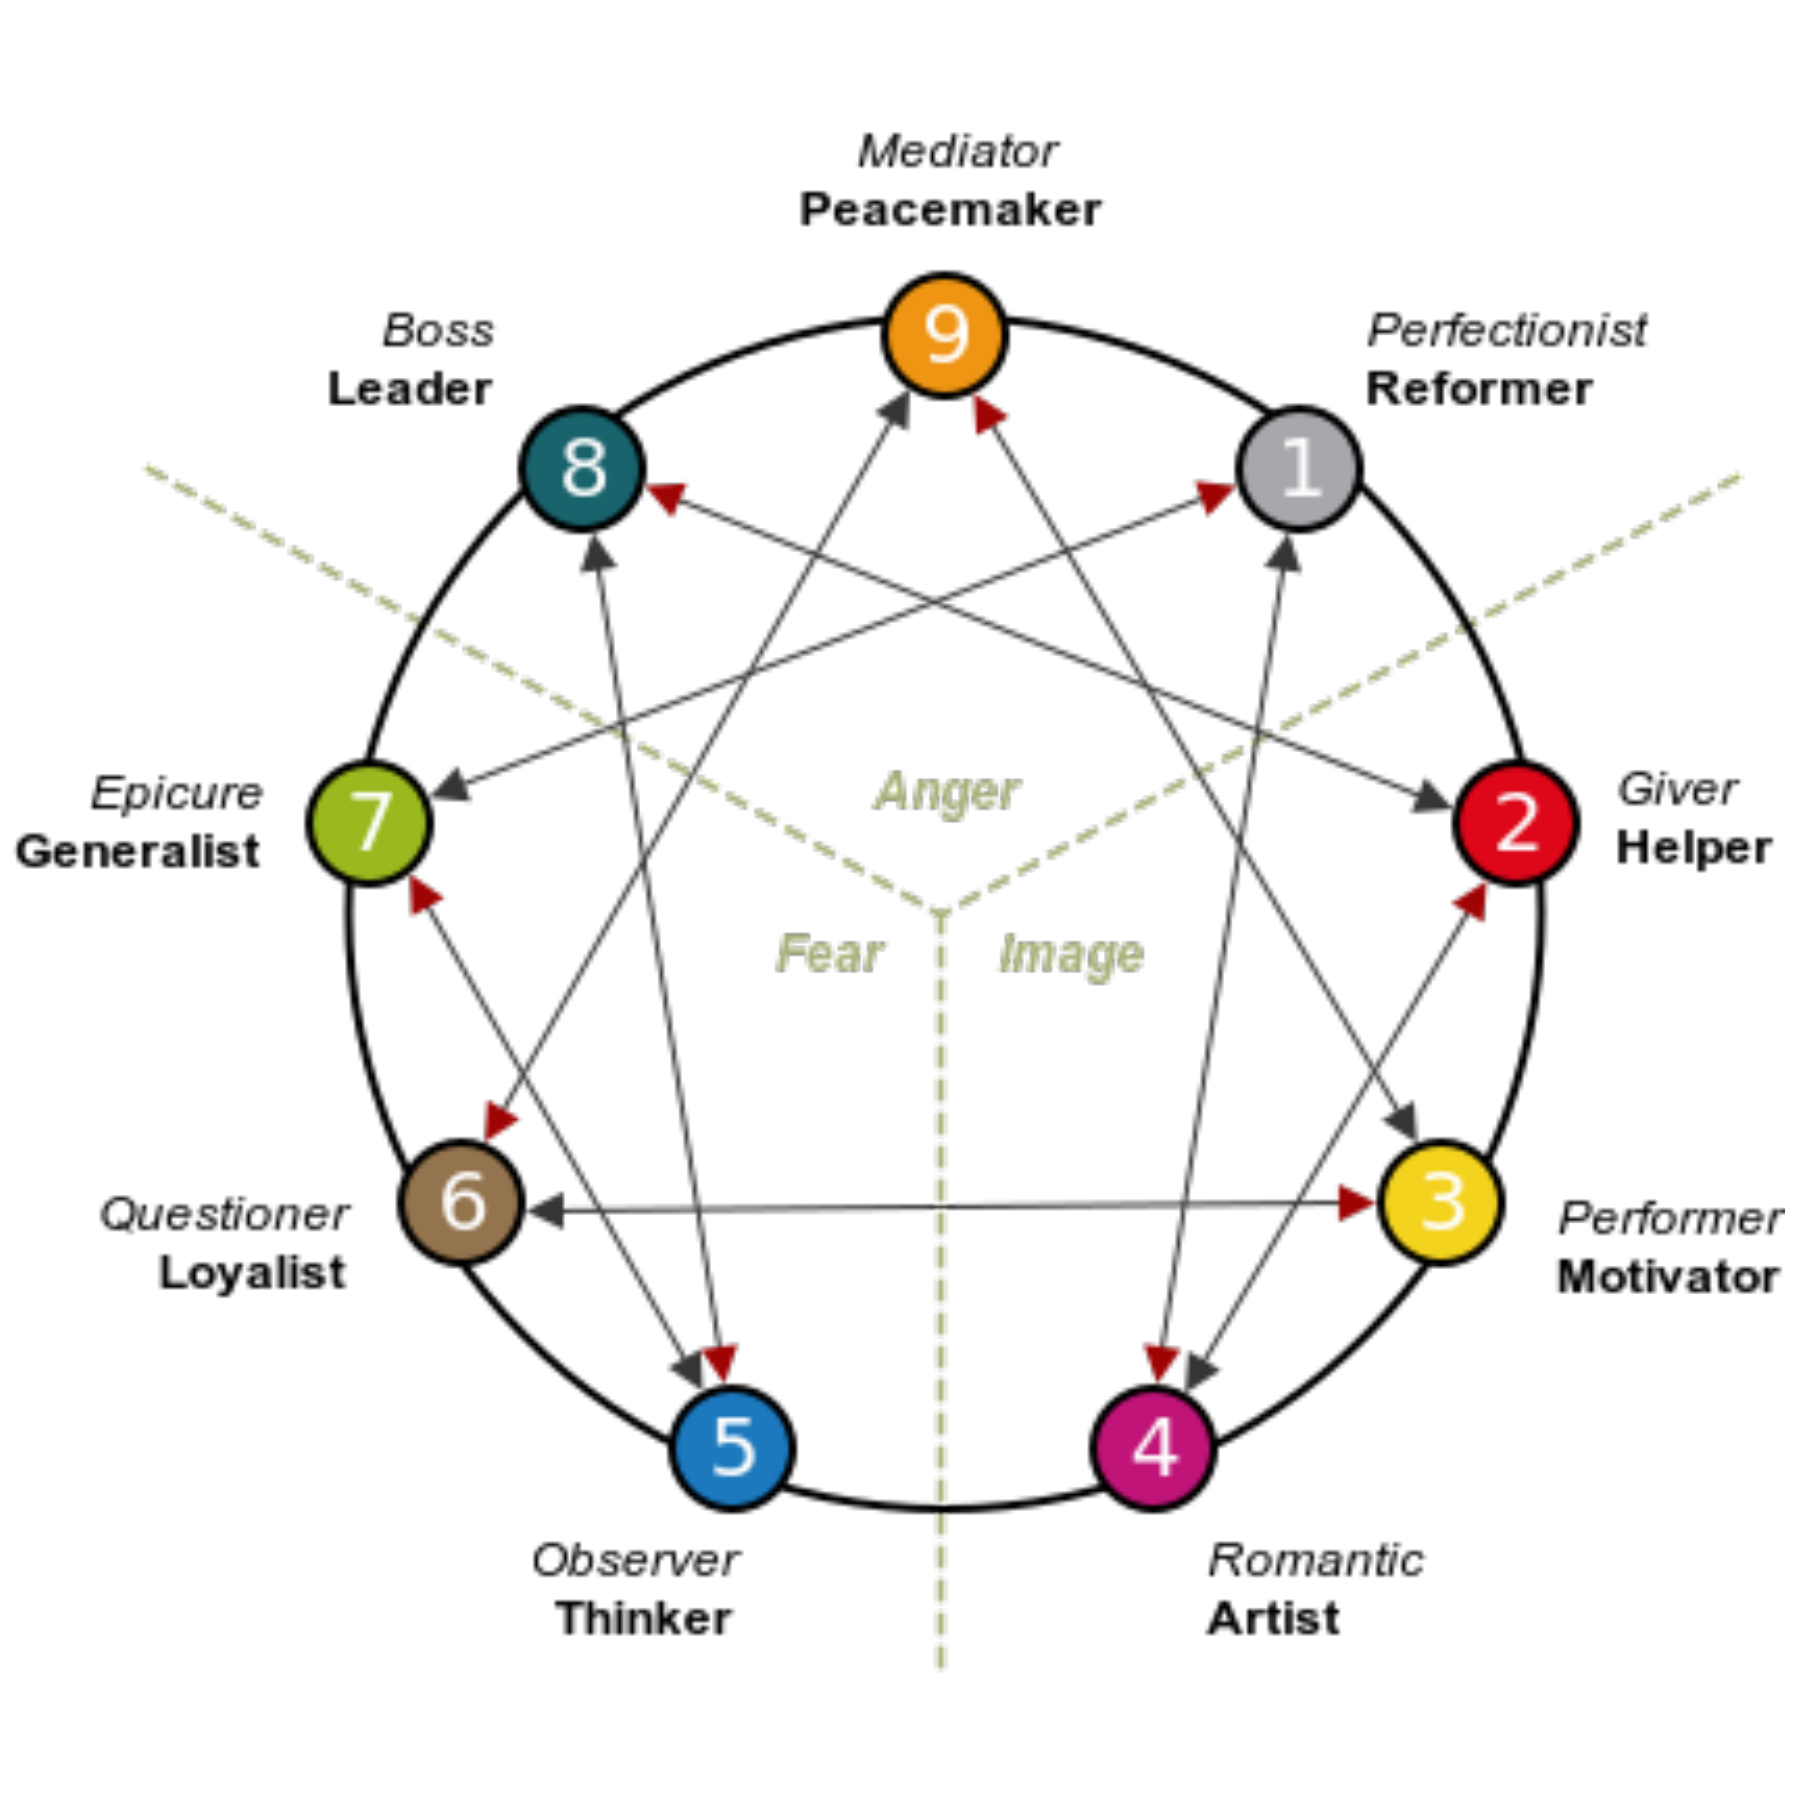 Mediator
Peacemaker
9
Boss
Leader
8
Perfectionist
Reformer
1
Epicure
Generalist
7
Anger
Giver
Helper
2
Fear
Image
Questioner
Loyalist
6
3
Performer
Motivator
5
Observer
Thinker
4
Romantic
Artist